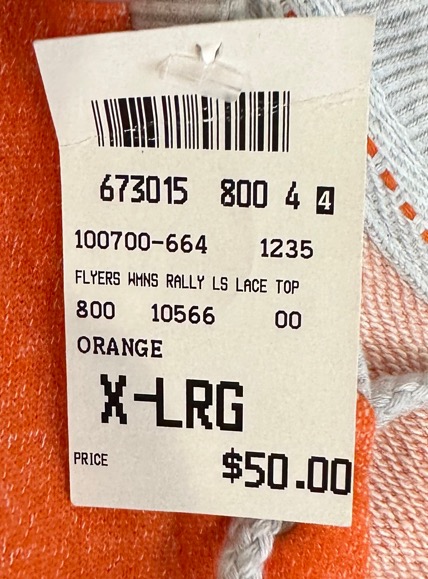 673015 800 4 4
100700-664 1235
FLYERS WMNS RALLY LS LACE TOP
800 10566 00
ORANGE
X-LRG
PRICE $50.00